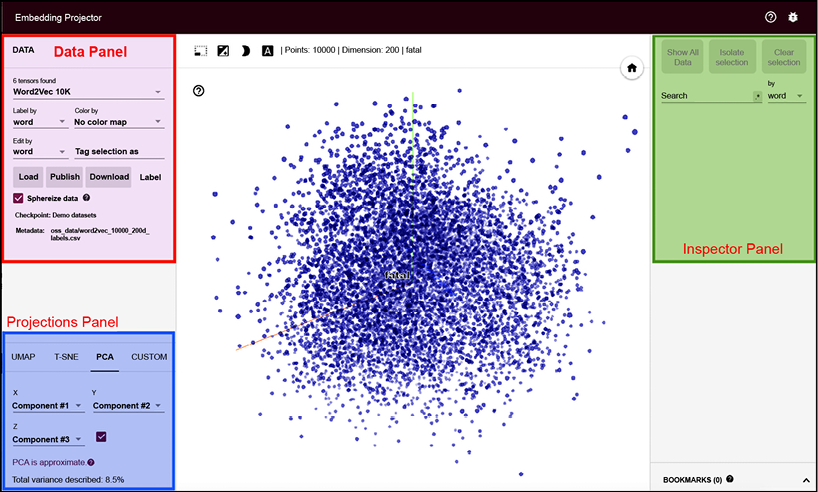 Embedding Projector
DATA
Data Panel
6 tensors found
Word2Vec 10K
Label by
Color by
word
No color map
Edit by
word
Tag selection as
Load
Publish
Download
Label
Sphereize data
Checkpoint: Demo datasets
Metadata: oss_data/word2vec_10000_200d_
labels.csv
Projections Panel
UMAP
T-SNE
PCA
CUSTOM
X
Y
Component #1
Component #2
Z
Component #3
PCA is approximate.
Total variance described: 8.5%
A
| Points: 10000 | Dimension: 200 | fatal
fatal
Show All
Data
Isolate
selection
Clear
selection
by
Search
.*
word
Inspector Panel
BOOKMARKS (0)